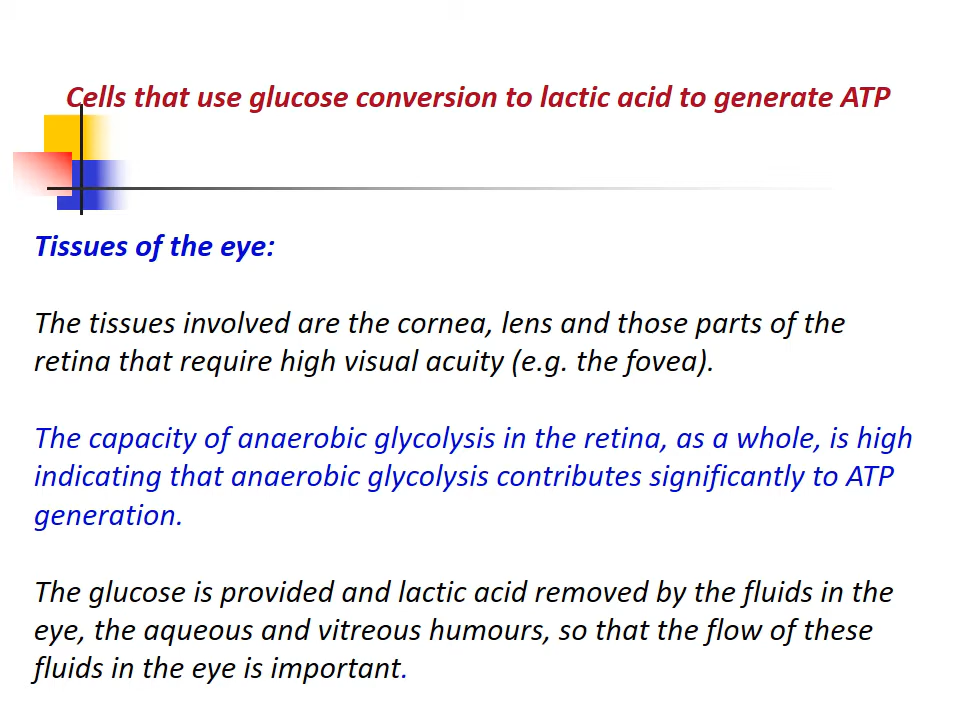 Cells that use glucose conversion to lactic acid to generate ATP
Tissues of the eye:
The tissues involved are the cornea, lens and those parts of the
retina that require high visual acuity (e.g. the fovea).
The capacity of anaerobic glycolysis in the retina, as a whole, is high
indicating that anaerobic glycolysis contributes significantly to ATP
generation.
The glucose is provided and lactic acid removed by the fluids in the
eye, the aqueous and vitreous humours, so that the flow of these
fluids in the eye is important.